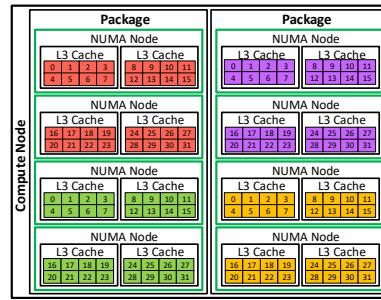 Compute Node
Package
NUMA Node
L3 Cache L3 Cache
0 1 2 3 8 9 10 11
4 5 6 7 12 13 14 15
NUMA Node
L3 Cache L3 Cache
16 17 18 19 24 25 26 27
20 21 22 23 28 29 30 31
NUMA Node
L3 Cache L3 Cache
0 1 2 3 8 9 10 11
4 5 6 7 12 13 14 15
NUMA Node
L3 Cache L3 Cache
16 17 18 19 24 25 26 27
20 21 22 23 28 29 30 31
Package
NUMA Node
L3 Cache L3 Cache
0 1 2 3 8 9 10 11
4 5 6 7 12 13 14 15
NUMA Node
L3 Cache L3 Cache
16 17 18 19 24 25 26 27
20 21 22 23 28 29 30 31
NUMA Node
L3 Cache L3 Cache
0 1 2 3 8 9 10 11
4 5 6 7 12 13 14 15
NUMA Node
L3 Cache L3 Cache
16 17 18 19 24 25 26 27
20 21 22 23 28 29 30 31